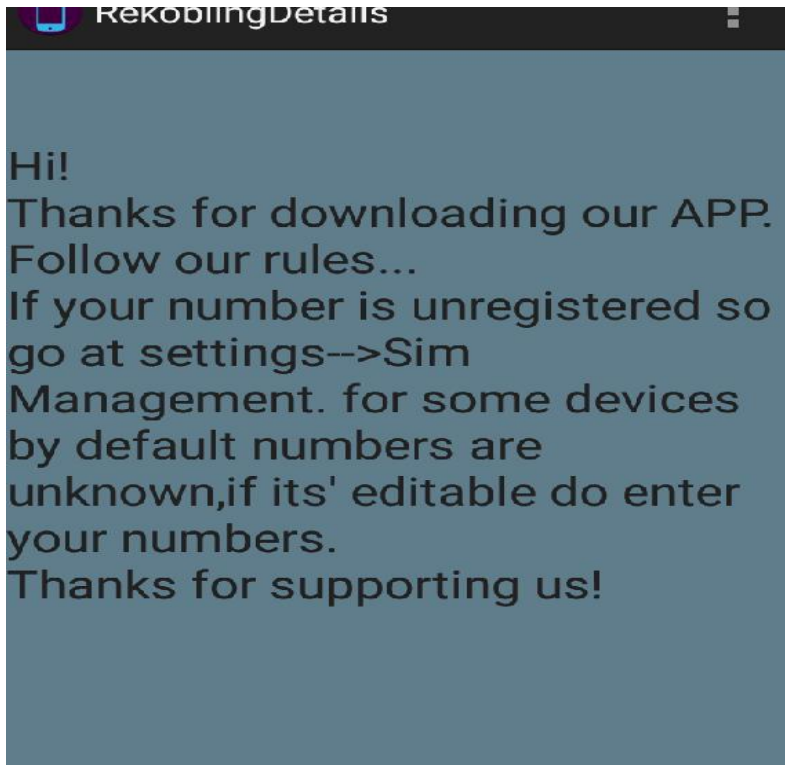 RekoblingDetails
Hi!
Thanks for downloading our APP.
Follow our rules...
If your number is unregistered so
go at settings-->Sim
Management. for some devices
by default numbers are
unknown,if its' editable do enter
your numbers.
Thanks for supporting us!